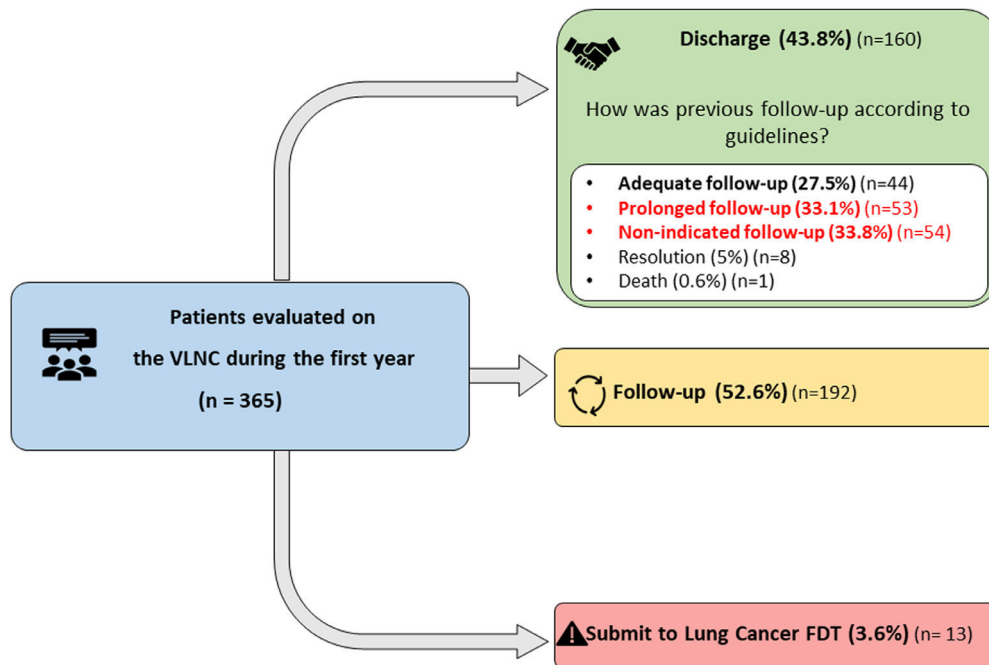 Discharge (43.8%) (n=160)
How was previous follow-up according to
guidelines?
• Adequate follow-up (27.5%) (n=44)
• Prolonged follow-up (33.1%) (n=53)
• Non-indicated follow-up (33.8%) (n=54)
• Resolution (5%) (n=8)
• Death (0.6%) (n=1)
Patients evaluated on
the VLNC during the first year
(n = 365)
Follow-up (52.6%) (n=192)
Submit to Lung Cancer FDT (3.6%) (n= 13)